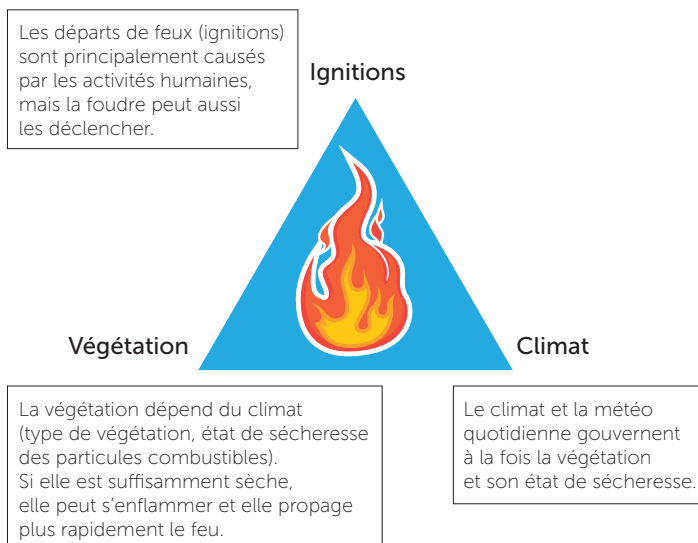 Les départs de feux (ignitions)
sont principalement causés
par les activités humaines,
mais la foudre peut aussi
les déclencher.
Ignitions
Végétation
Climat
La végétation dépend du climat
(type de végétation, état de sécheresse
des particules combustibles).
Si elle est suffisamment sèche,
elle peut s’enflammer et elle propage
plus rapidement le feu.
Le climat et la météo
quotidienne gouvernent
à la fois la végétation
et son état de sécheresse.